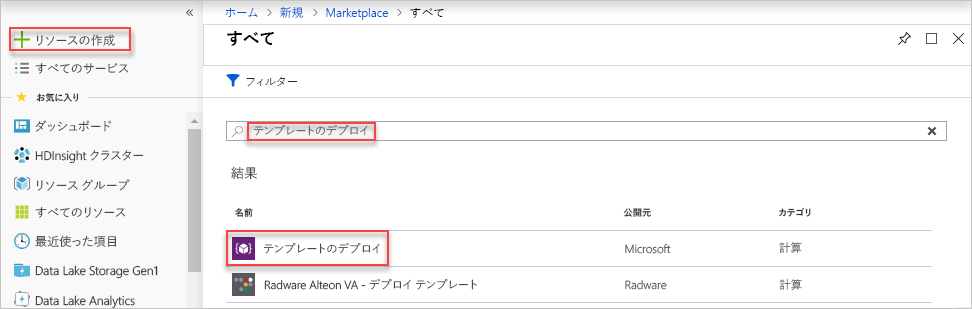 «
リソースの作成
すべてのサービス
お気に入り
ダッシュボード
HDInsight クラスター
リソース グループ
すべてのリソース
最近使った項目
Data Lake Storage Gen1
Data Lake Analytics
ホーム > 新規 > Marketplace > すべて
すべて
フィルター
テンプレートのデプロイ
結果
名前 公開元 カテゴリ
テンプレートのデプロイ Microsoft 計算
Radware Alteon VA - デプロイ テンプレート Radware 計算